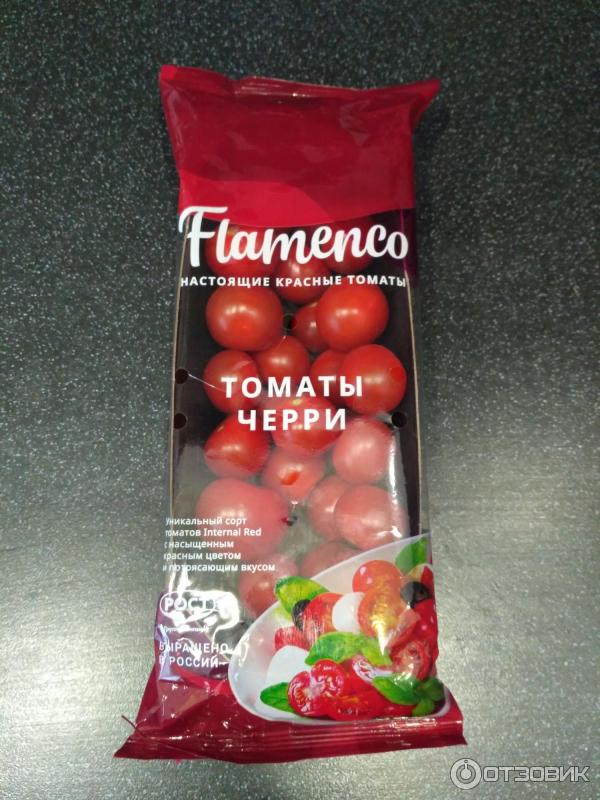 Flamenco
НАСТОЯЩИЕ КРАСНЫЕ ТОМАТЫ
ТОМАТЫ
ЧЕРРИ
Уникальный сорт
томатов Internal Red
с насыщенным
красным цветом
и потрясающим вкусом
РОСТ
ВЫРАЩЕНО
В РОССИИ
ОТЗОВИК